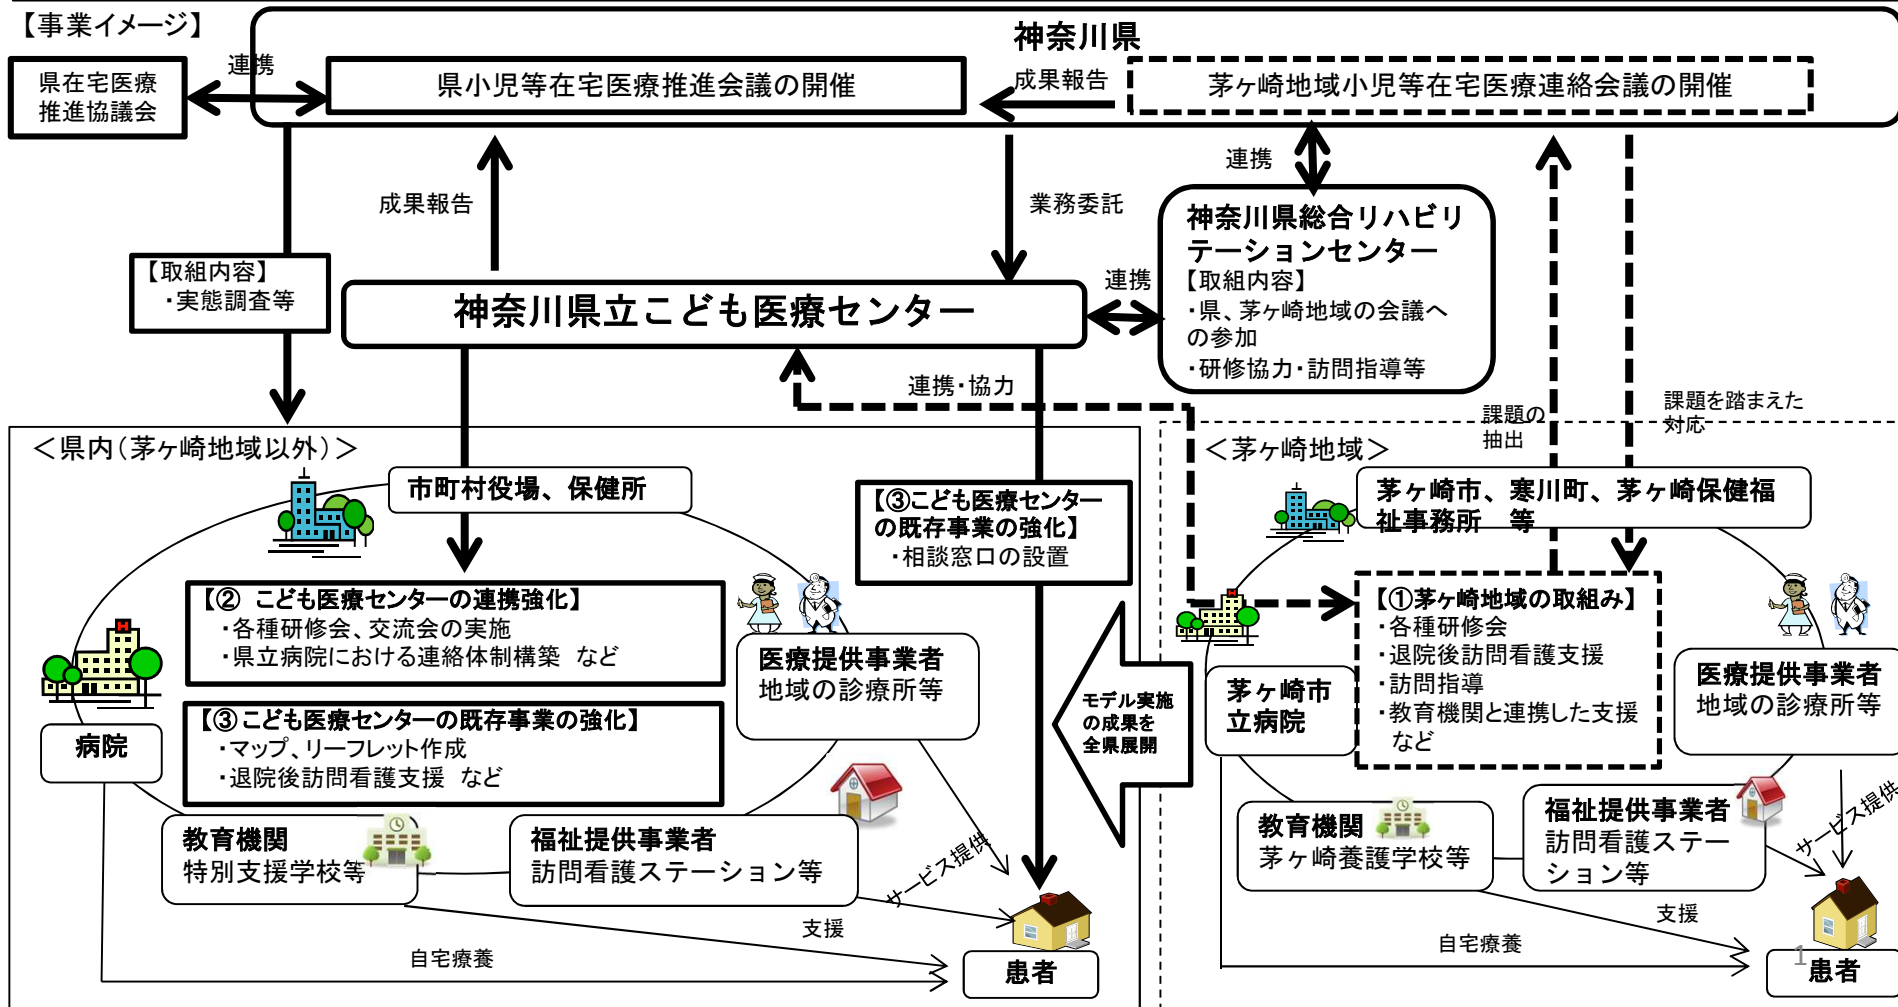 【事業イメージ】
神奈川県
県在宅医療
推進協議会
連携
県小児等在宅医療推進会議の開催
成果報告
茅ヶ崎地域小児等在宅医療連絡会議の開催
成果報告
業務委託
連携
【取組内容】
・実態調査等
神奈川県立こども医療センター
連携
神奈川県総合リハビリ
テーションセンター
【取組内容】
・県、茅ヶ崎地域の会議へ
の参加
・研修協力・訪問指導等
連携・協力
課題の
抽出
課題を踏まえた
対応
＜県内（茅ヶ崎地域以外）＞
市町村役場、保健所
【③こども医療センター
の既存事業の強化】
・相談窓口の設置
【② こども医療センターの連携強化】
・各種研修会、交流会の実施
・県立病院における連絡体制構築 など
【③こども医療センターの既存事業の強化】
・マップ、リーフレット作成
・退院後訪問看護支援 など
H
病院
医療提供事業者
地域の診療所等
教育機関
特別支援学校等
福祉提供事業者
訪問看護ステーション等
サービス提供
支援
自宅療養
患者
モデル実施
の成果を
全県展開
＜茅ヶ崎地域＞
茅ヶ崎市、寒川町、茅ヶ崎保健福
祉事務所 等
【①茅ヶ崎地域の取組み】
・各種研修会
・退院後訪問看護支援
・訪問指導
・教育機関と連携した支援
など
H
茅ヶ崎市
立病院
医療提供事業者
地域の診療所等
教育機関
茅ヶ崎養護学校等
福祉提供事業者
訪問看護ステー
ション等
サービス提供
支援
自宅療養
患者
1